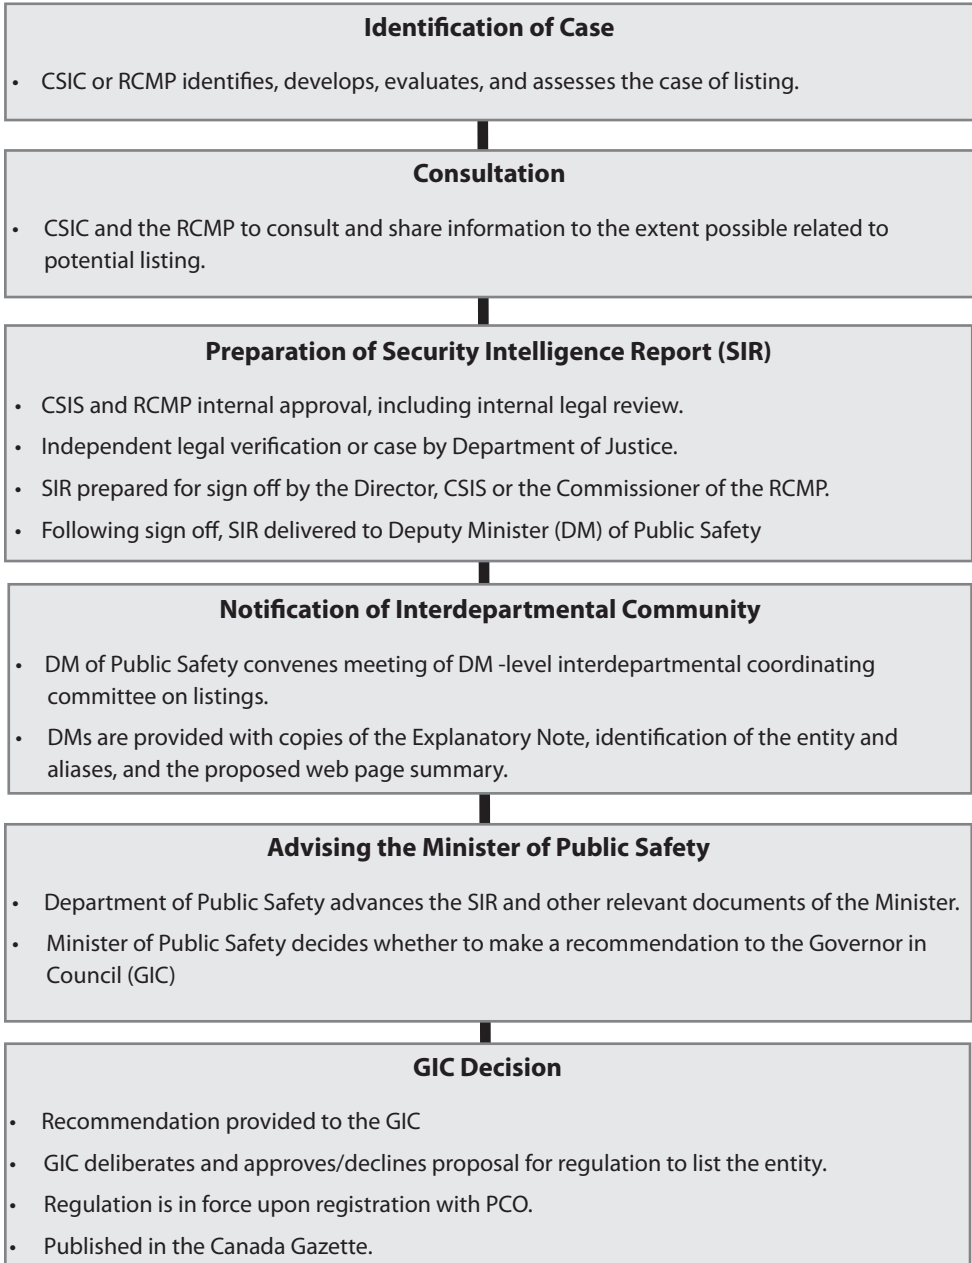 Identification of Case
• CSIC or RCMP identifies, develops, evaluates, and assesses the case of listing.
Consultation
• CSIC and the RCMP to consult and share information to the extent possible related to
potential listing.
Preparation of Security Intelligence Report (SIR)
• CSIS and RCMP internal approval, including internal legal review.
• Independent legal verification or case by Department of Justice.
• SIR prepared for sign off by the Director, CSIS or the Commissioner of the RCMP.
• Following sign off, SIR delivered to Deputy Minister (DM) of Public Safety
Notification of Interdepartmental Community
• DM of Public Safety convenes meeting of DM -level interdepartmental coordinating
committee on listings.
• DMs are provided with copies of the Explanatory Note, identification of the entity and
aliases, and the proposed web page summary.
Advising the Minister of Public Safety
• Department of Public Safety advances the SIR and other relevant documents of the Minister.
• Minister of Public Safety decides whether to make a recommendation to the Governor in
Council (GIC)
GIC Decision
• Recommendation provided to the GIC
• GIC deliberates and approves/declines proposal for regulation to list the entity.
• Regulation is in force upon registration with PCO.
• Published in the Canada Gazette.